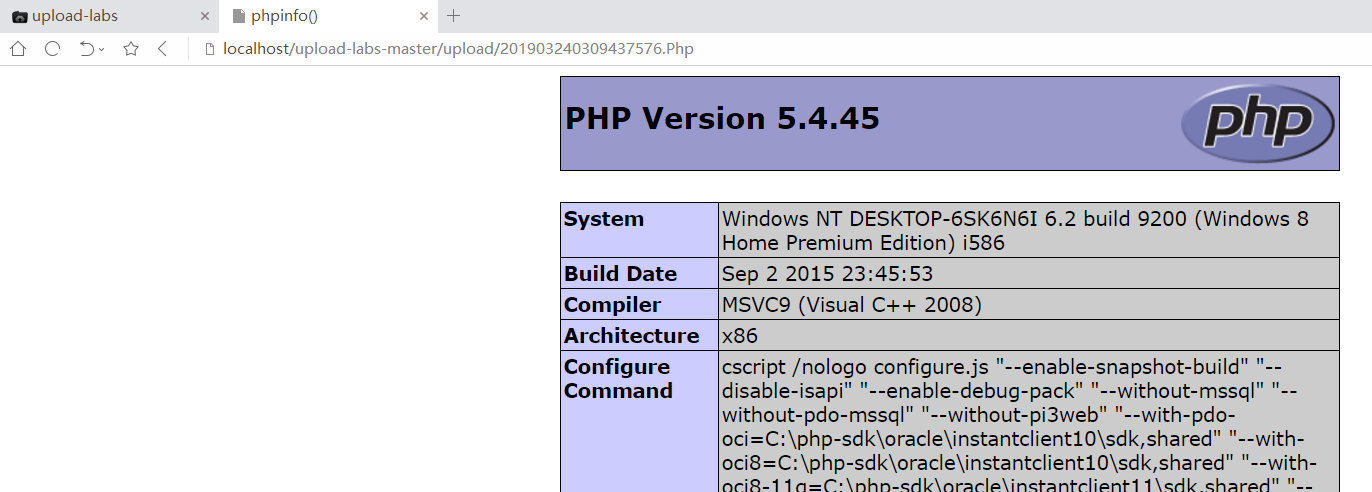 upload-labs
phpinfo()
localhost/upload-labs-master/upload/201903240309437576.Php
PHP Version 5.4.45
php
System
Windows NT DESKTOP-6SK6N6I 6.2 build 9200 (Windows 8
Home Premium Edition) i586
Build Date
Sep 2 2015 23:45:53
Compiler
MSVC9 (Visual C++ 2008)
Architecture
x86
Configure
Command
cscript /nologo configure.js "--enable-snapshot-build" "--
disable-isapi" "--enable-debug-pack" "--without-mssql" "--
without-pdo-mssql" "--without-pi3web" "--with-pdo-
oci=C:\php-sdk\oracle\instantclient10\sdk,shared" "--with-
oci8=C:\php-sdk\oracle\instantclient10\sdk,shared" "--with-
oci8-11g=C:\php-sdk\oracle\instantclient11\sdk,shared" "--